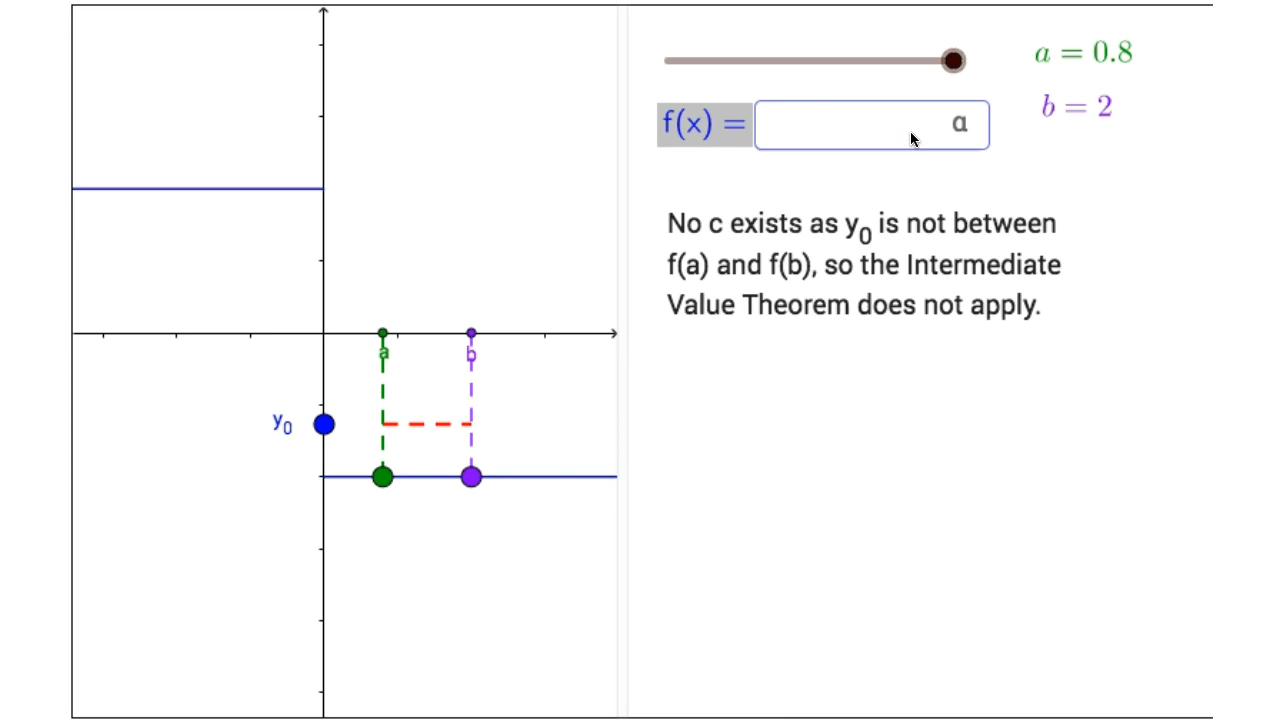 a = 0.8
f(x) = α
b = 2
No c exists as y₀ is not between
f(a) and f(b), so the Intermediate
Value Theorem does not apply.
a
b
y₀